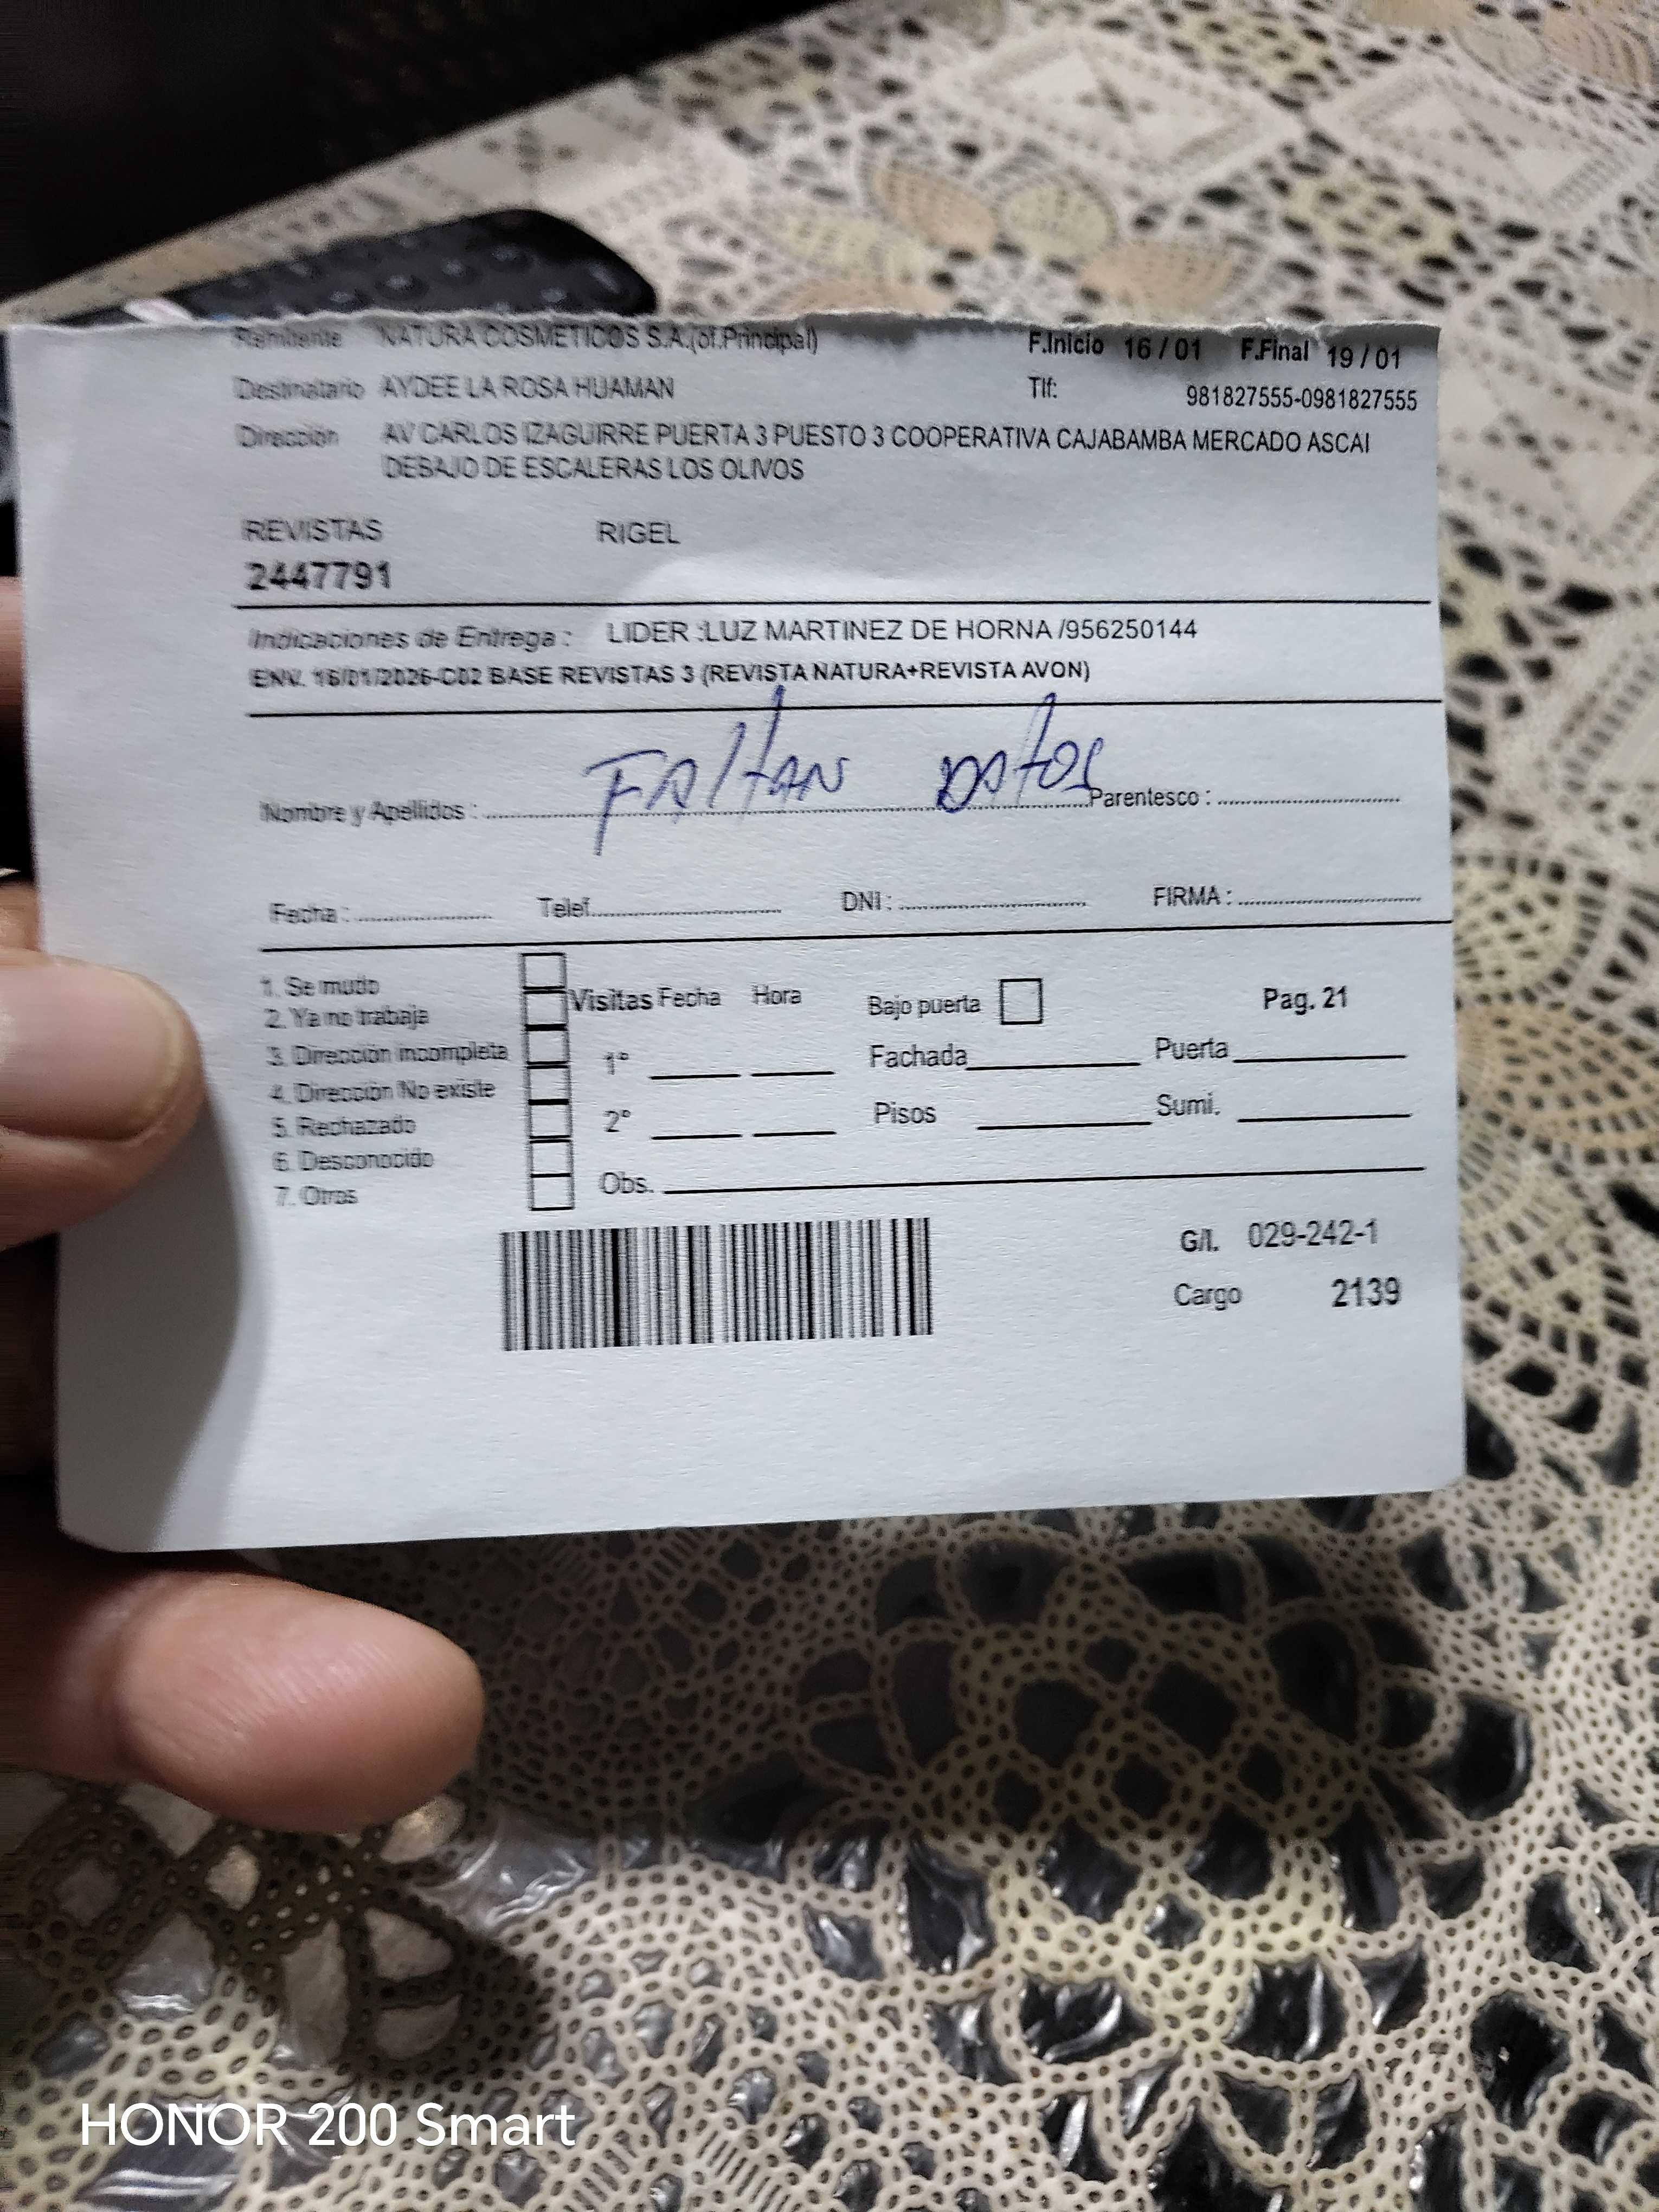 Remitente NATURA COSMETICOS S.A.(of.Principal) F.Inicio 16 / 01 F.Final 19 / 01
Destinatario AYDEE LA ROSA HUAMAN Tlf: 981827555-0981827555
Dirección AV CARLOS IZAGUIRRE PUERTA 3 PUESTO 3 COOPERATIVA CAJABAMBA MERCADO ASCAI
DEBAJO DE ESCALERAS LOS OLIVOS
REVISTAS RIGEL
2447791
Indicaciones de Entrega : LIDER :LUZ MARTINEZ DE HORNA /956250144
ENV. 16/01/2026-C02 BASE REVISTAS 3 (REVISTA NATURA+REVISTA AVON)
FAltAN DAtos
Nombre y Apellidos : Parentesco :
Fecha : Telef. DNI : FIRMA :
1. Se mudo
2. Ya no trabaja
3. Dirección incompleta
4. Dirección No existe
5. Rechazado
6. Desconocido
7. Otros
Visitas Fecha Hora
1°
2°
Obs.
Bajo puerta Pag. 21
Fachada Puerta
Pisos Sumi.
G/l. 029-242-1
Cargo 2139
HONOR 200 Smart